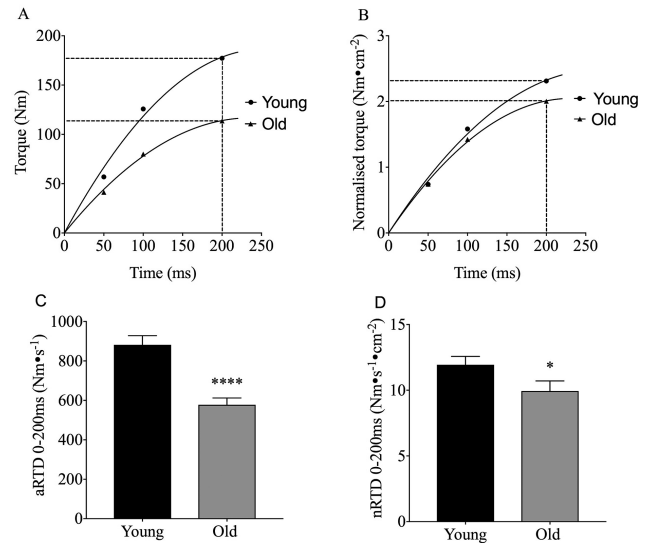 A
Torque (Nm)
200
150
100
50
0
0 50 100 150 200 250
Time (ms)
Young
Old
B
Normalised torque (Nm•cm-2)
3
2
1
0
0 50 100 150 200 250
Time (ms)
Young
Old
C
aRTD 0-200ms (Nm•s-1)
1000
800
600
400
200
0
****
Young Old
D
nRTD 0-200ms (Nm•s-1•cm-2)
15
10
5
0
*
Young Old